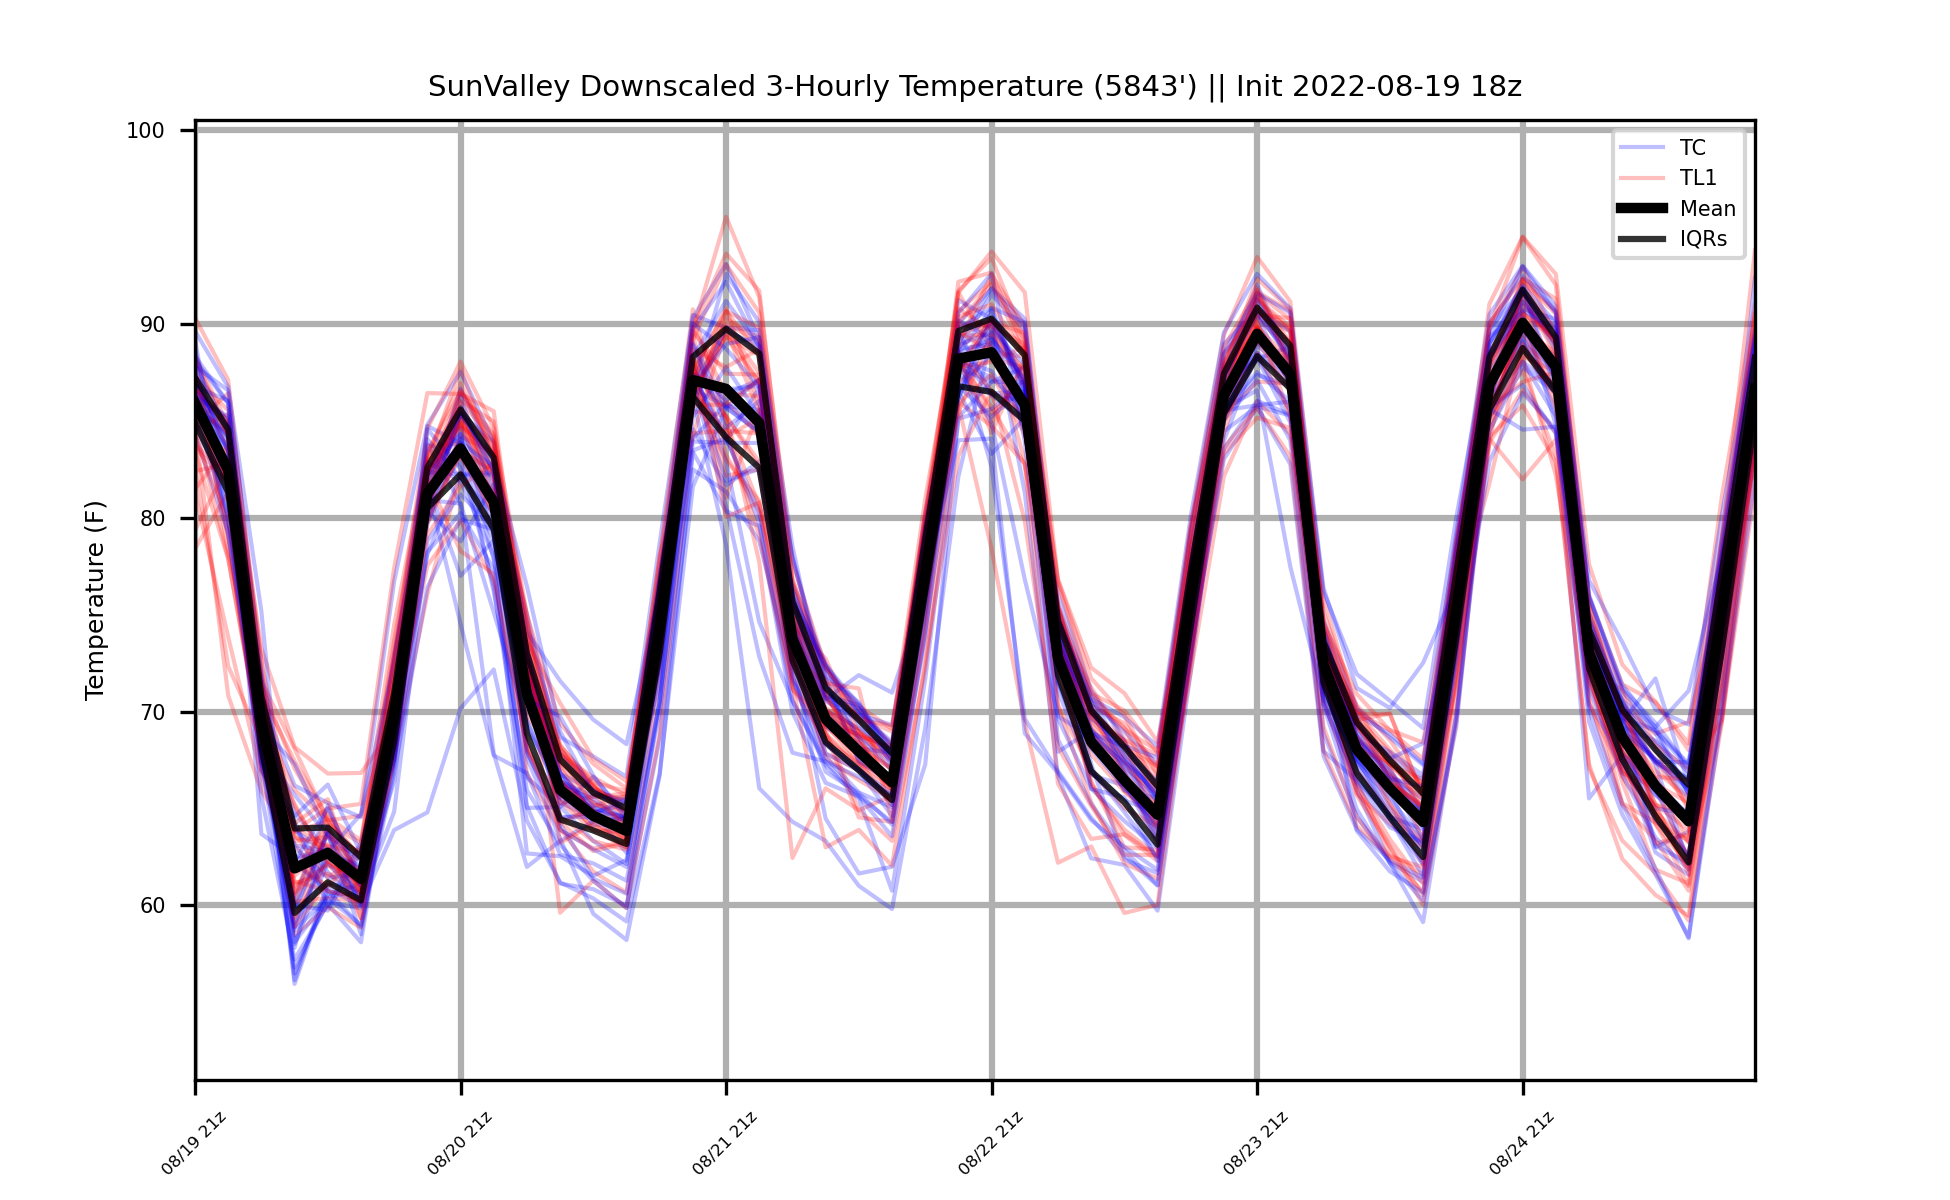 SunValley Downscaled 3-Hourly Temperature (5843') || Init 2022-08-19 18z
Temperature (F)
100
90
80
70
60
TC
TL1
Mean
IQRs
08/19 21z
08/20 21z
08/21 21z
08/22 21z
08/23 21z
08/24 21z